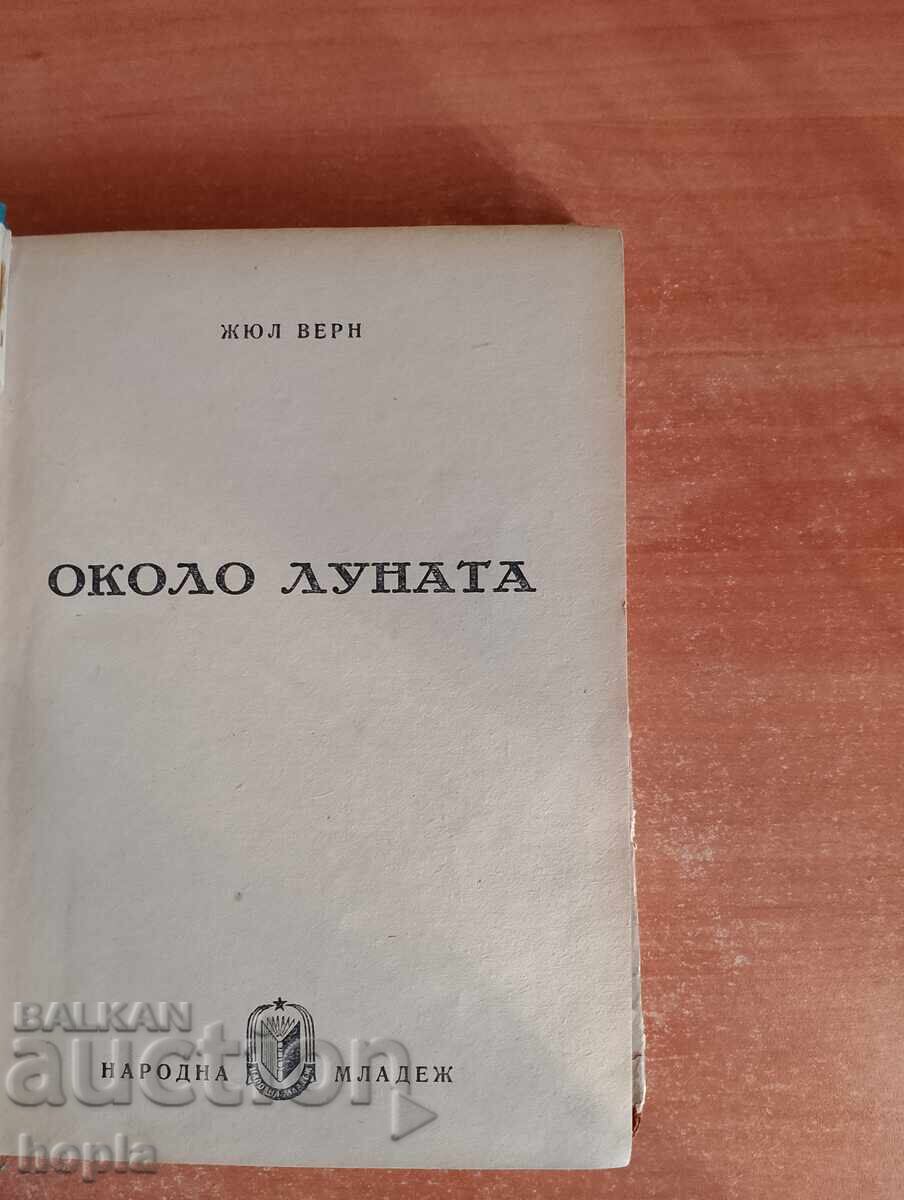 ЖЮЛ ВЕРН
ОКОЛО ЛУНАТА
НАРОДНА МЛАДЕЖ
BALKAN
auction
hopla